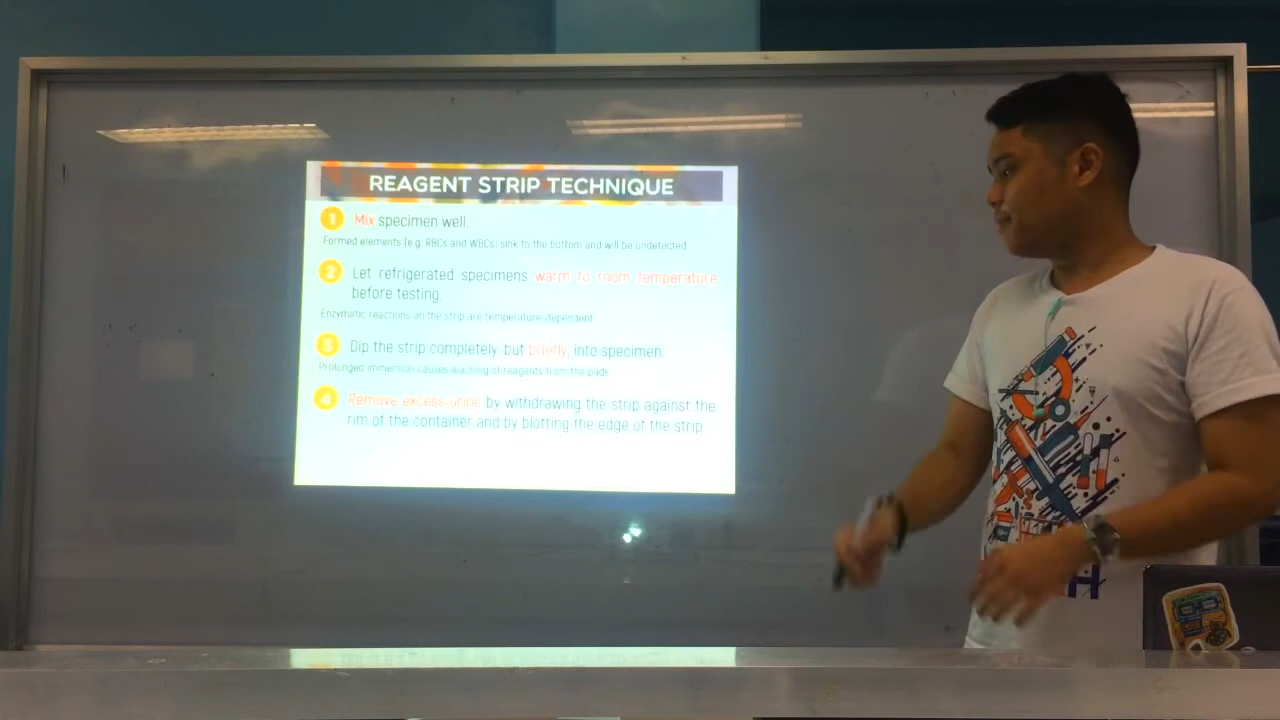 REAGENT STRIP TECHNIQUE
1 Mix specimen well.
Formed elements (e.g. RBCs and WBCs) sink to the bottom and will be undetected
2 Let refrigerated specimens warm to room temperature
before testing.
Enzymatic reactions on the strip are temperature-dependent
3 Dip the strip completely, but briefly, into specimen.
Prolonged immersion causes leaching of reagents from the pads
4 Remove excess urine by withdrawing the strip against the
rim of the container and by blotting the edge of the strip
H